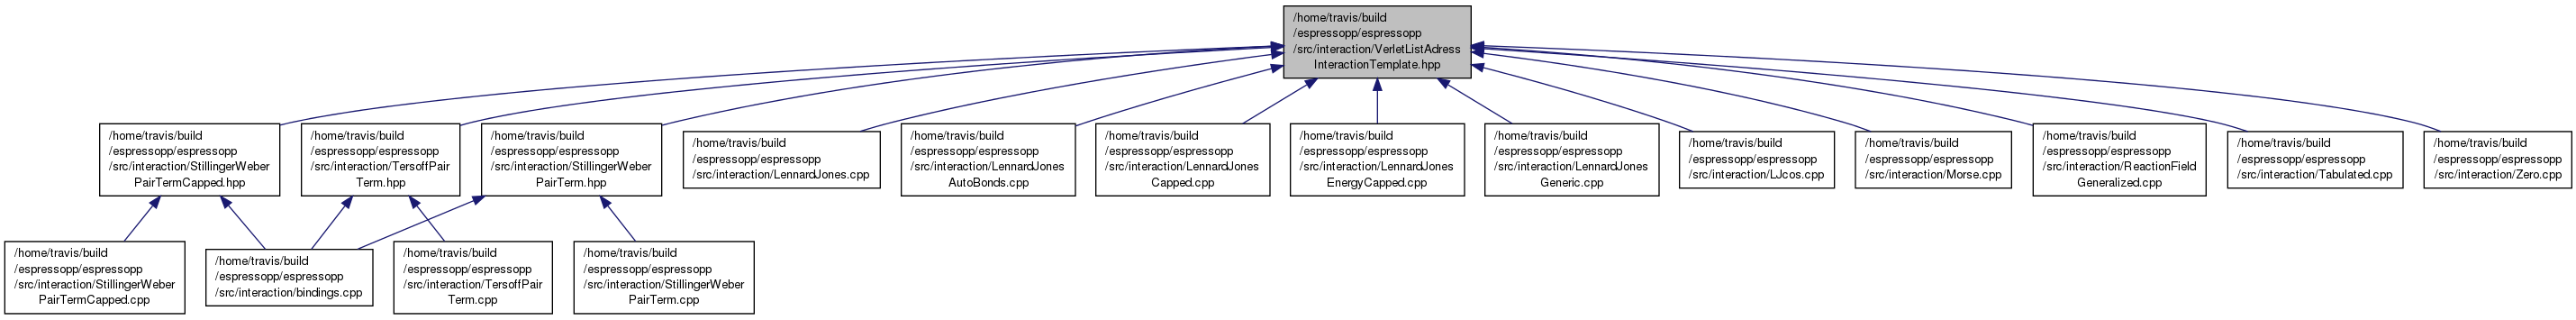 /home/travis/build
/espressopp/espressopp
/src/interaction/VerletListAdress
InteractionTemplate.hpp
/home/travis/build
/espressopp/espressopp
/src/interaction/StillingerWeber
PairTermCapped.hpp
/home/travis/build
/espressopp/espressopp
/src/interaction/TersoffPair
Term.hpp
/home/travis/build
/espressopp/espressopp
/src/interaction/StillingerWeber
PairTerm.hpp
/home/travis/build
/espressopp/espressopp
/src/interaction/LennardJones.cpp
/home/travis/build
/espressopp/espressopp
/src/interaction/LennardJones
AutoBonds.cpp
/home/travis/build
/espressopp/espressopp
/src/interaction/LennardJones
Capped.cpp
/home/travis/build
/espressopp/espressopp
/src/interaction/LennardJones
EnergyCapped.cpp
/home/travis/build
/espressopp/espressopp
/src/interaction/LennardJones
Generic.cpp
/home/travis/build
/espressopp/espressopp
/src/interaction/LJcos.cpp
/home/travis/build
/espressopp/espressopp
/src/interaction/Morse.cpp
/home/travis/build
/espressopp/espressopp
/src/interaction/ReactionField
Generalized.cpp
/home/travis/build
/espressopp/espressopp
/src/interaction/Tabulated.cpp
/home/travis/build
/espressopp/espressopp
/src/interaction/Zero.cpp
/home/travis/build
/espressopp/espressopp
/src/interaction/StillingerWeber
PairTermCapped.cpp
/home/travis/build
/espressopp/espressopp
/src/interaction/bindings.cpp
/home/travis/build
/espressopp/espressopp
/src/interaction/TersoffPair
Term.cpp
/home/travis/build
/espressopp/espressopp
/src/interaction/StillingerWeber
PairTerm.cpp